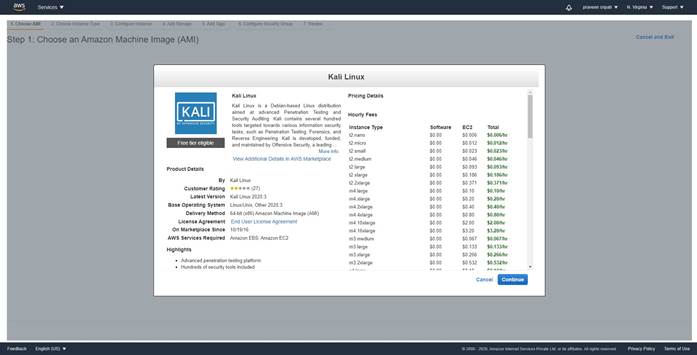 aws
Services
praneet sripati
N. Virginia
Support
1. Choose AMI
2. Choose Instance Type
3. Configure Instance
4. Add Storage
5. Add Tags
6. Configure Security Group
7. Review
Step 1: Choose an Amazon Machine Image (AMI)
Cancel and Exit
Kali Linux
KALI
BY OFFENSIVE SECURITY
Free tier eligible
Kali Linux
Kali Linux is a Debian-based Linux distribution
aimed at advanced Penetration Testing and
Security Auditing. Kali contains several hundred
tools targeted towards various information security
tasks, such as Penetration Testing, Forensics, and
Reverse Engineering. Kali is developed, funded,
and maintained by Offensive Security, a leading ...
More info
View Additional Details in AWS Marketplace
Product Details
By Kali Linux
Customer Rating (27)
Latest Version Kali Linux 2020.3
Base Operating System Linux/Unix, Other 2020.3
Delivery Method 64-bit (x86) Amazon Machine Image (AMI)
License Agreement End User License Agreement
On Marketplace Since 10/19/16
AWS Services Required Amazon EBS, Amazon EC2
Highlights
Advanced penetration testing platform
Hundreds of security tools included
Pricing Details
Hourly Fees
Instance Type Software EC2 Total
t2.nano $0.00 $0.006 $0.006/hr
t2.micro $0.00 $0.012 $0.012/hr
t2.small $0.00 $0.023 $0.023/hr
t2.medium $0.00 $0.046 $0.046/hr
t2.large $0.00 $0.093 $0.093/hr
t2.xlarge $0.00 $0.186 $0.186/hr
t2.2xlarge $0.00 $0.371 $0.371/hr
m4.large $0.00 $0.10 $0.10/hr
m4.xlarge $0.00 $0.20 $0.20/hr
m4.2xlarge $0.00 $0.40 $0.40/hr
m4.4xlarge $0.00 $0.80 $0.80/hr
m4.10xlarge $0.00 $2.00 $2.00/hr
m4.16xlarge $0.00 $3.20 $3.20/hr
m3.medium $0.00 $0.067 $0.067/hr
m3.large $0.00 $0.133 $0.133/hr
m3.xlarge $0.00 $0.266 $0.266/hr
m3.2xlarge $0.00 $0.532 $0.532/hr
Cancel
Continue
Feedback
English (US)
© 2008 - 2020, Amazon Internet Services Private Ltd. or its affiliates. All rights reserved.
Privacy Policy
Terms of Use